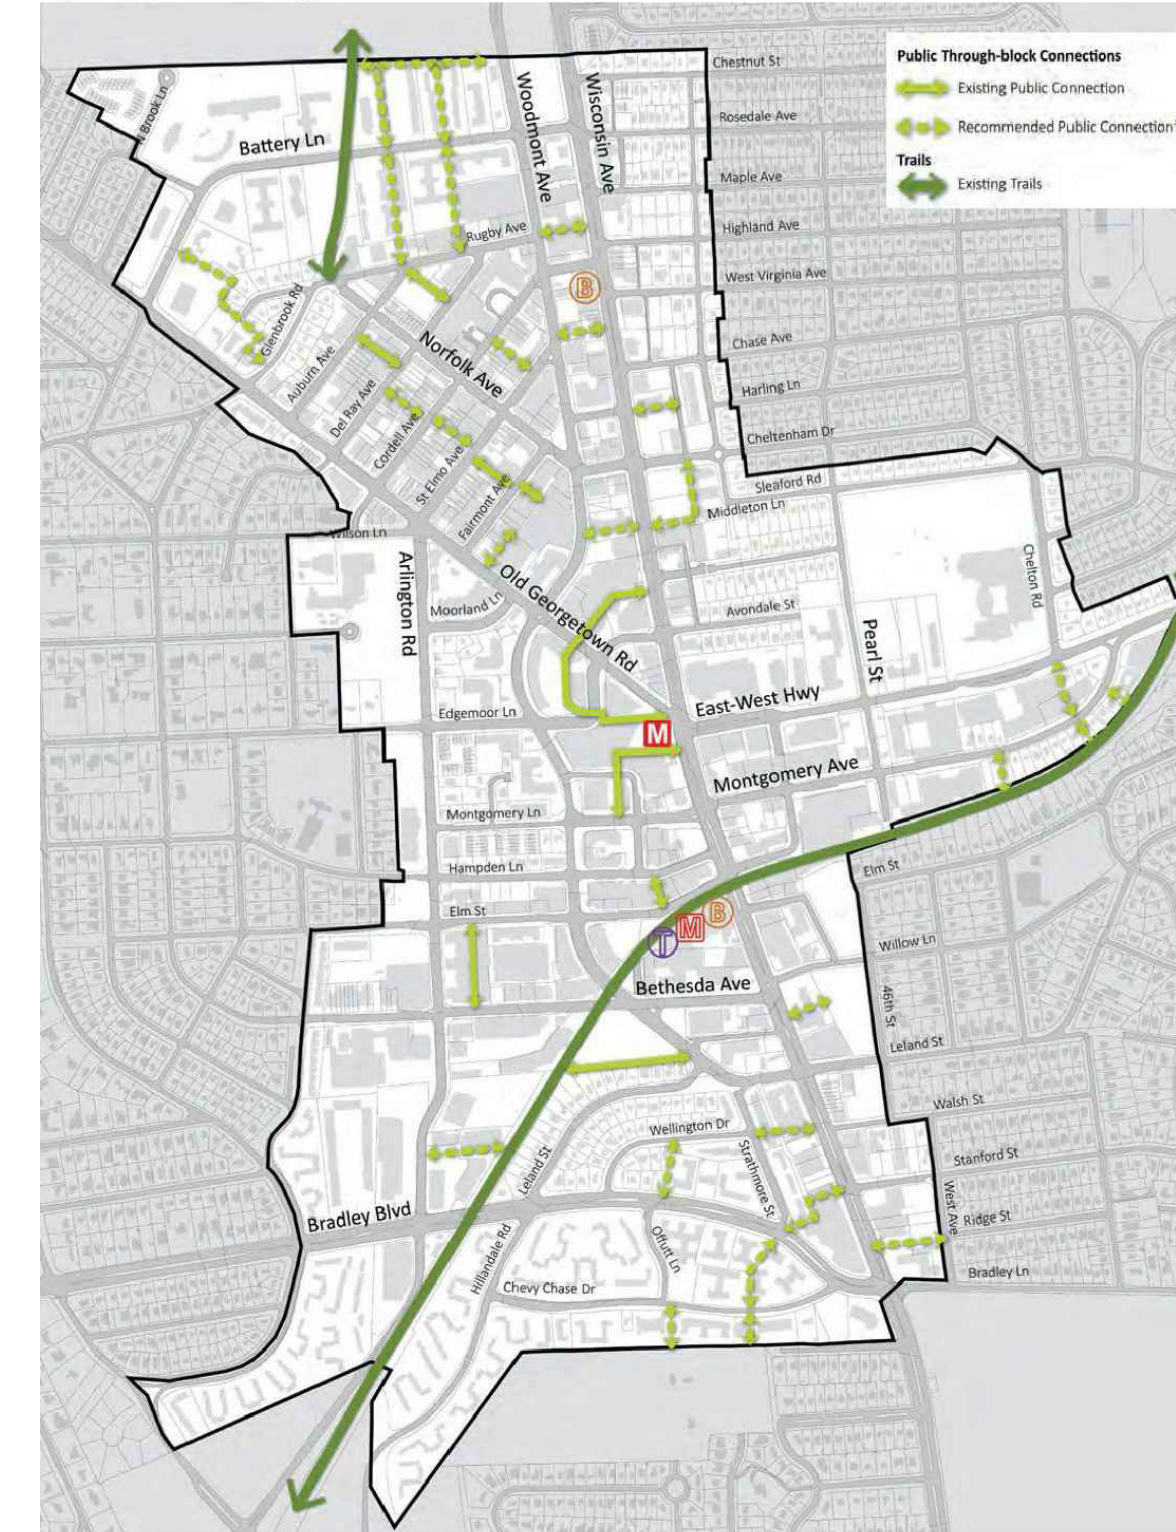 Public Through-block Connections
Existing Public Connection
Recommended Public Connection
Trails
Existing Trails
Chestnut St
Woodmont Ave
Wisconsin Ave
N Brook Ln
Rosedale Ave
Battery Ln
Maple Ave
Highland Ave
Rugby Ave
West Virginia Ave
B
Glenbrook Rd
Chase Ave
Norfolk Ave
Auburn Ave
Harling Ln
Del Ray Ave
Cordell Ave
Cheltenham Dr
St Elmo Ave
Sleaford Rd
Fairmont Ave
Middleton Ln
Wilson Ln
Arlington Rd
Chelton Rd
Old Georgetown Rd
Moorland Ln
Avondale St
Pearl St
East-West Hwy
Edgemoor Ln
M
Montgomery Ave
Montgomery Ln
Hampden Ln
Elm St
Elm St
B
M
T
Willow Ln
Bethesda Ave
46th St
Leland St
Walsh St
Wellington Dr
Strathmore St
Stanford St
Leland St
West Ave
Bradley Blvd
Ridge St
Hillandale Rd
Offutt Ln
Bradley Ln
Chevy Chase Dr